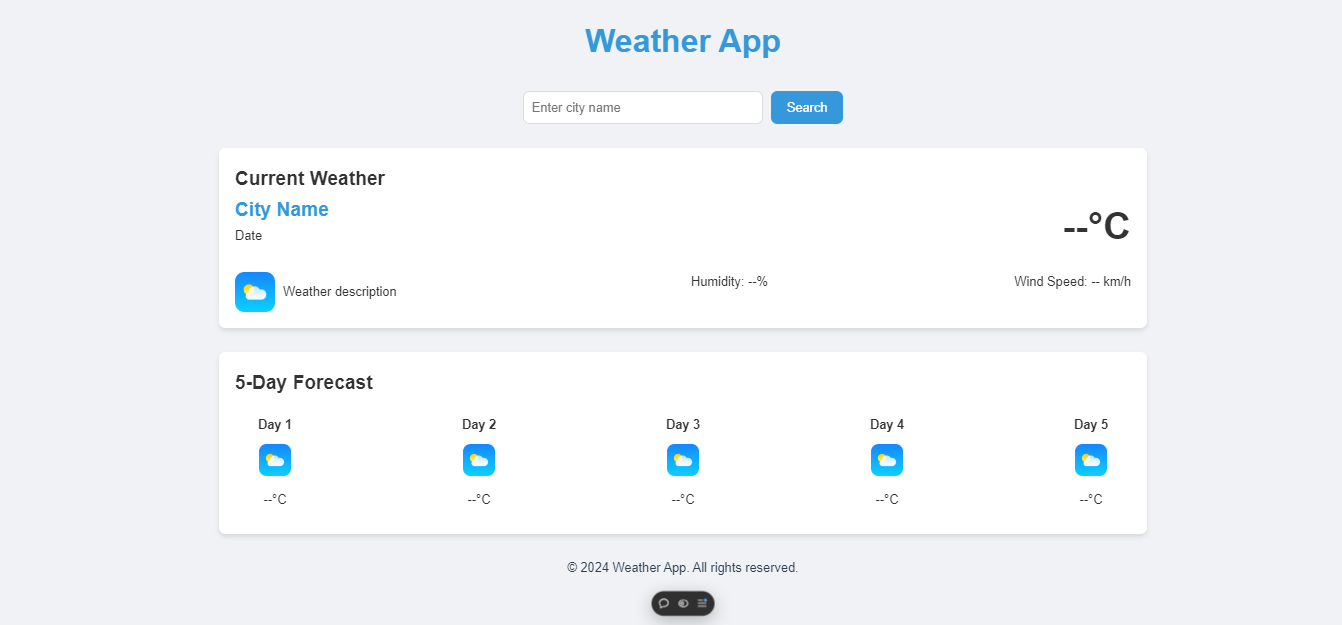 Weather App
Enter city name
Search
Current Weather
City Name
Date
--°C
Weather description
Humidity: --%
Wind Speed: -- km/h
5-Day Forecast
Day 1
Day 2
Day 3
Day 4
Day 5
--°C
--°C
--°C
--°C
--°C
© 2024 Weather App. All rights reserved.